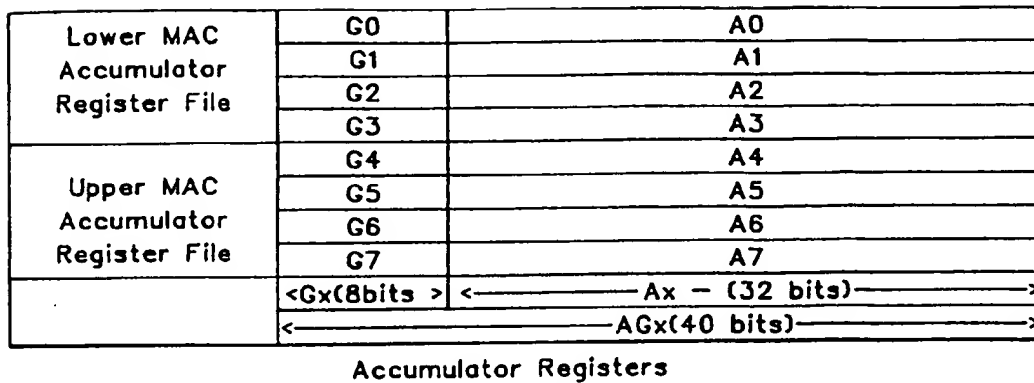 Lower MAC
Accumulator
Register File
G0 A0
G1 A1
G2 A2
G3 A3
Upper MAC
Accumulator
Register File
G4 A4
G5 A5
G6 A6
G7 A7
<Gx(8bits > <--- Ax - (32 bits)--->
<---AGx(40 bits)--->
Accumulator Registers